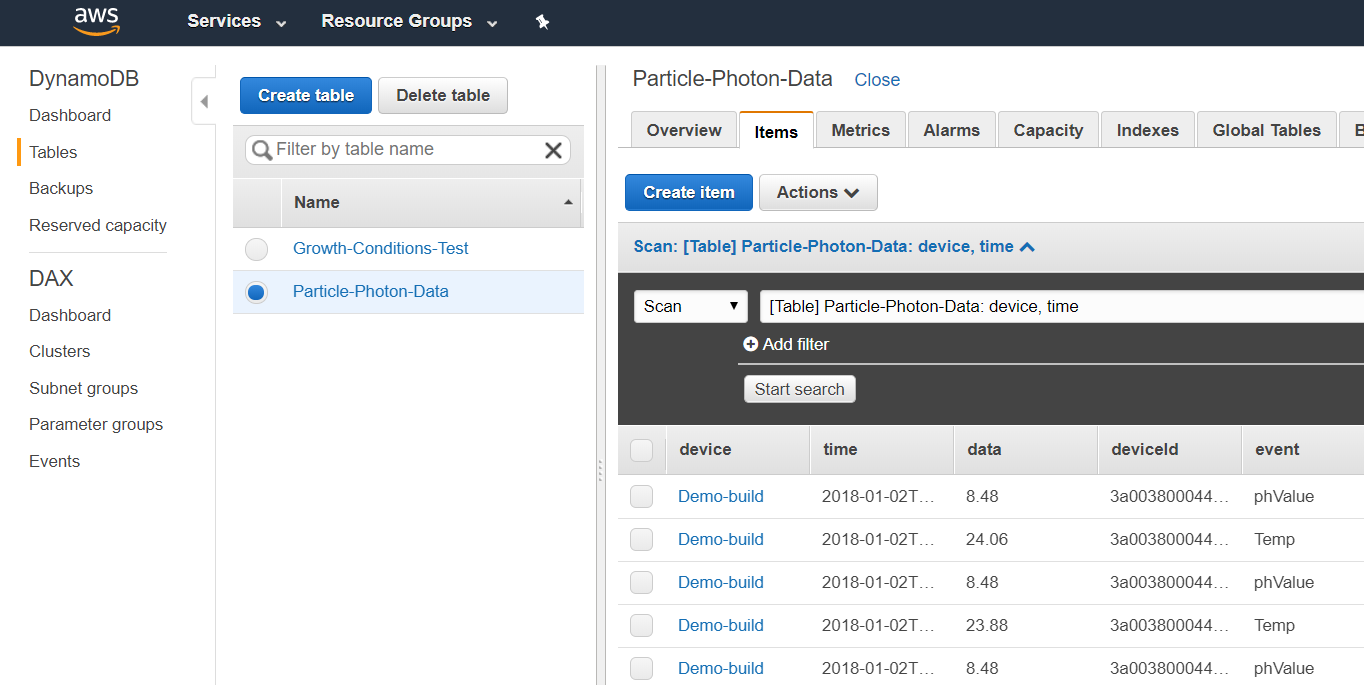 aws Services Resource Groups
DynamoDB
Dashboard
Tables
Backups
Reserved capacity
DAX
Dashboard
Clusters
Subnet groups
Parameter groups
Events
Create table Delete table
Filter by table name
Name
Growth-Conditions-Test
Particle-Photon-Data
Particle-Photon-Data Close
Overview Items Metrics Alarms Capacity Indexes Global Tables
Create item Actions
Scan: [Table] Particle-Photon-Data: device, time
Scan [Table] Particle-Photon-Data: device, time
Add filter
Start search
device time data deviceId event
Demo-build 2018-01-02T… 8.48 3a003800044… phValue
Demo-build 2018-01-02T… 24.06 3a003800044… Temp
Demo-build 2018-01-02T… 8.48 3a003800044… phValue
Demo-build 2018-01-02T… 23.88 3a003800044… Temp
Demo-build 2018-01-02T… 8.48 3a003800044… phValue